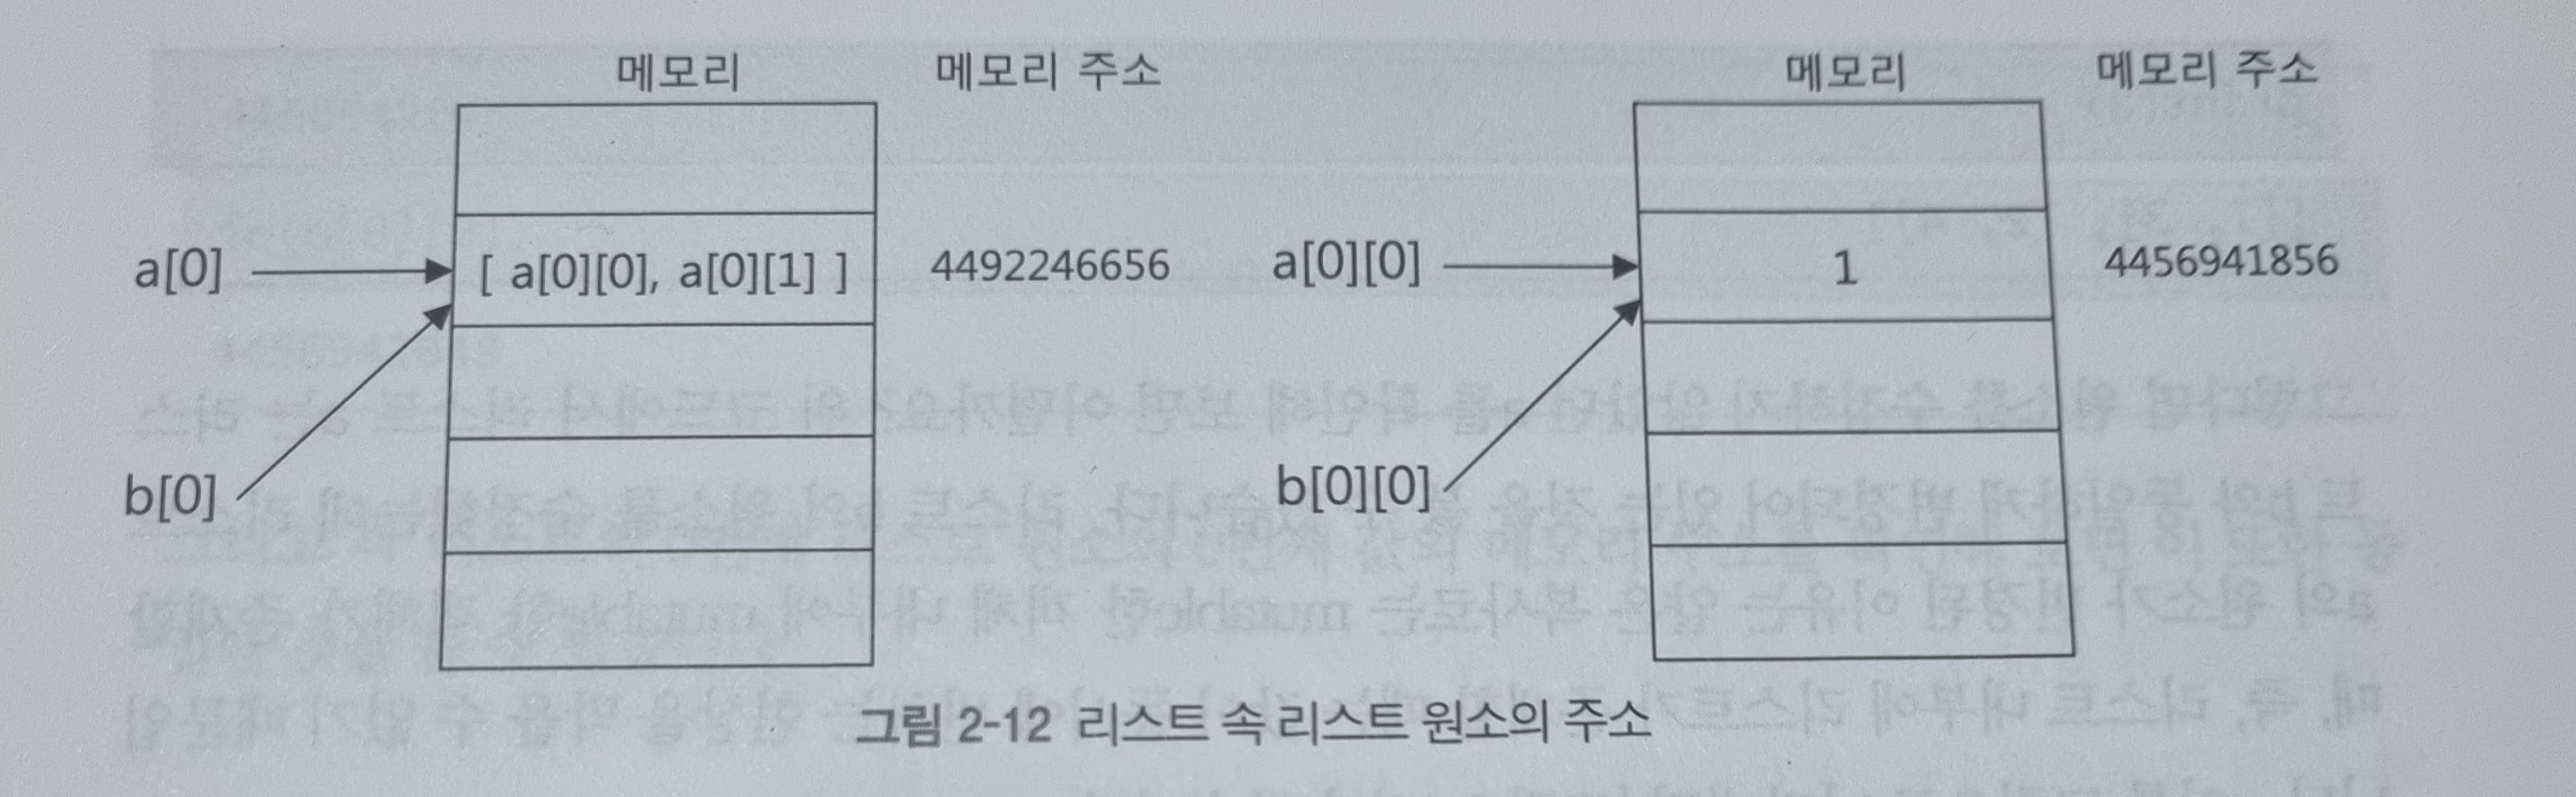 메모리 메모리 주소 메모리 메모리 주소
a[0] [ a[0][0], a[0][1] ] 4492246656 a[0][0] 1 4456941856
b[0] b[0][0]
그림 2-12 리스트 속 리스트 원소의 주소